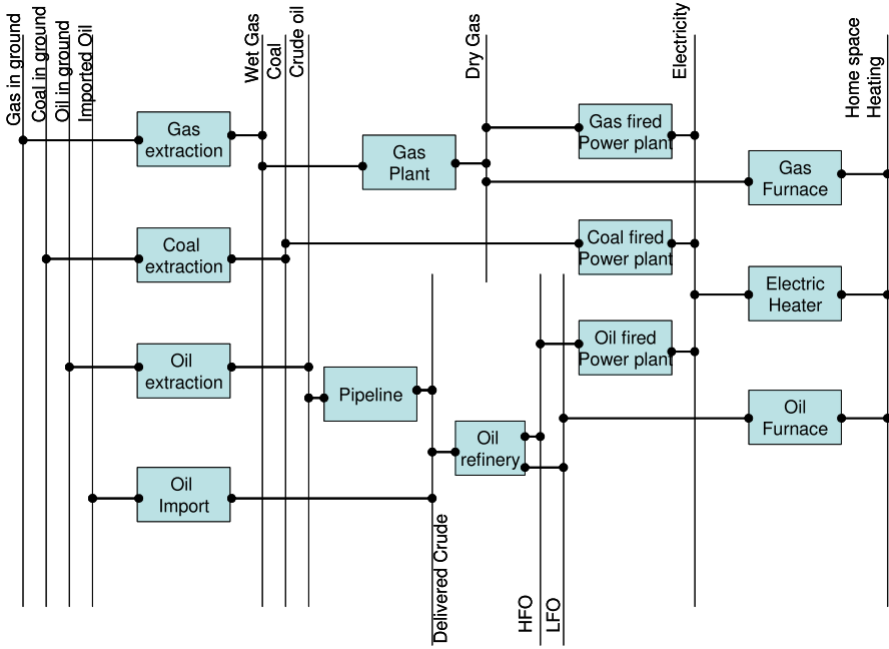 Gas in ground
Coal in ground
Oil in ground
Imported Oil
Wet Gas
Coal
Crude oil
Dry Gas
Electricity
Home space
Heating
Gas
extraction
Gas
Plant
Gas fired
Power plant
Gas
Furnace
Coal
extraction
Coal fired
Power plant
Electric
Heater
Oil
extraction
Pipeline
Oil fired
Power plant
Oil
refinery
Oil
Furnace
Oil
Import
Delivered Crude
HFO
LFO